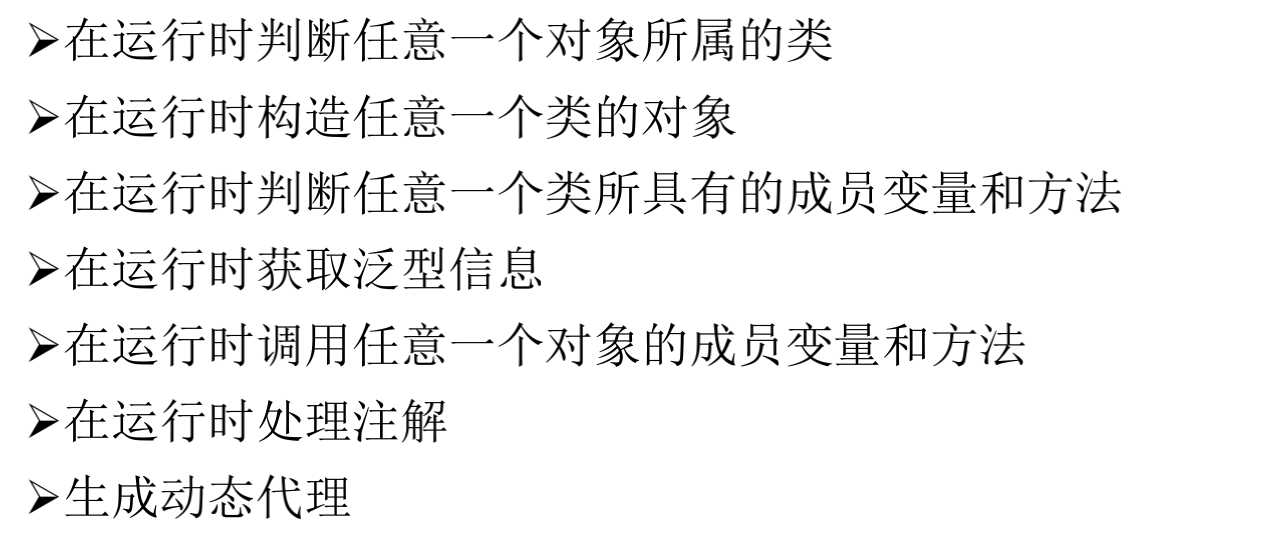 ➢在运行时判断任意一个对象所属的类
➢在运行时构造任意一个类的对象
➢在运行时判断任意一个类所具有的成员变量和方法
➢在运行时获取泛型信息
➢在运行时调用任意一个对象的成员变量和方法
➢在运行时处理注解
➢生成动态代理